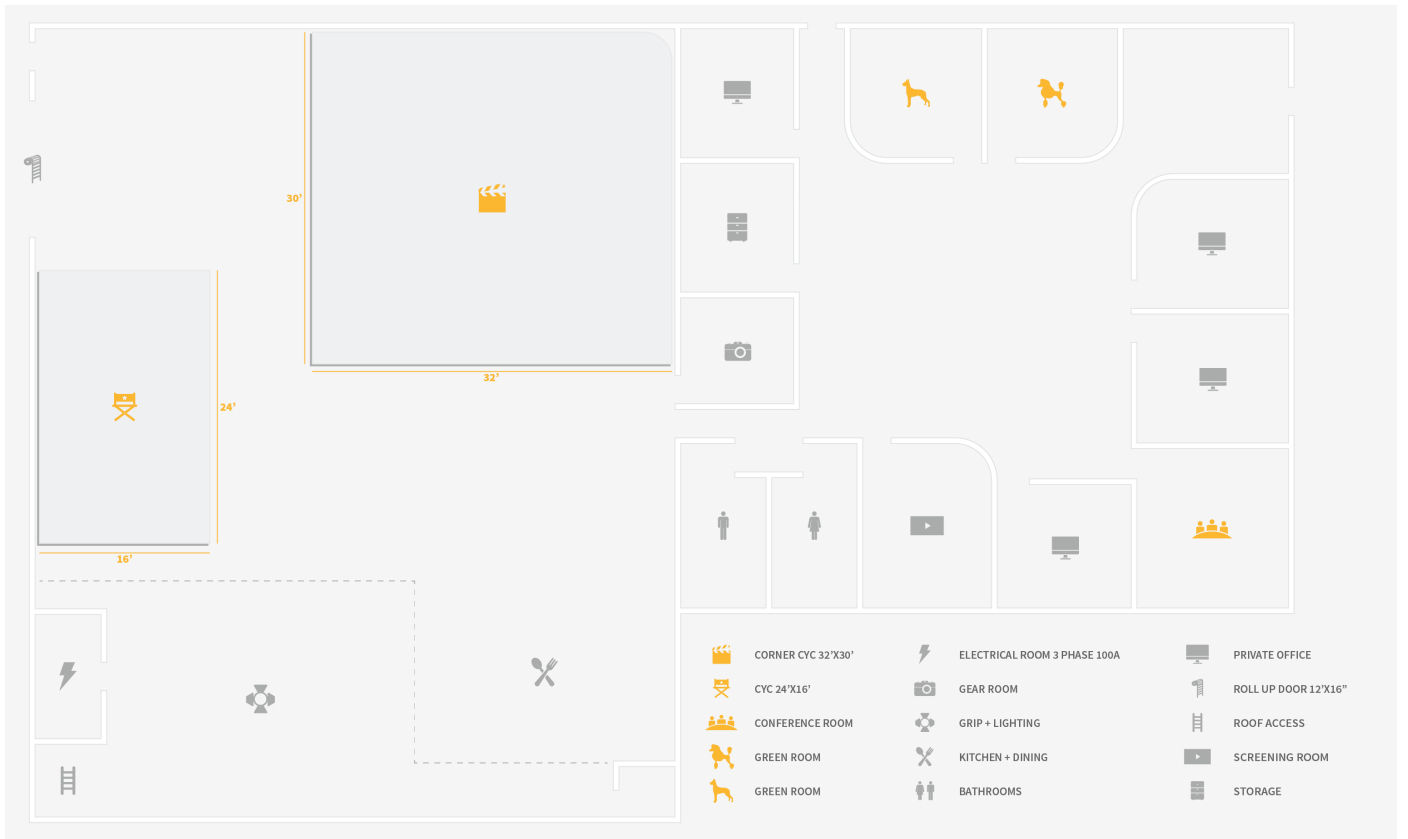 30’
32’
24’
16’
CORNER CYC 32’X30’
CYC 24’X16’
CONFERENCE ROOM
GREEN ROOM
GREEN ROOM
ELECTRICAL ROOM 3 PHASE 100A
GEAR ROOM
GRIP + LIGHTING
KITCHEN + DINING
BATHROOMS
PRIVATE OFFICE
ROLL UP DOOR 12’X16”
ROOF ACCESS
SCREENING ROOM
STORAGE